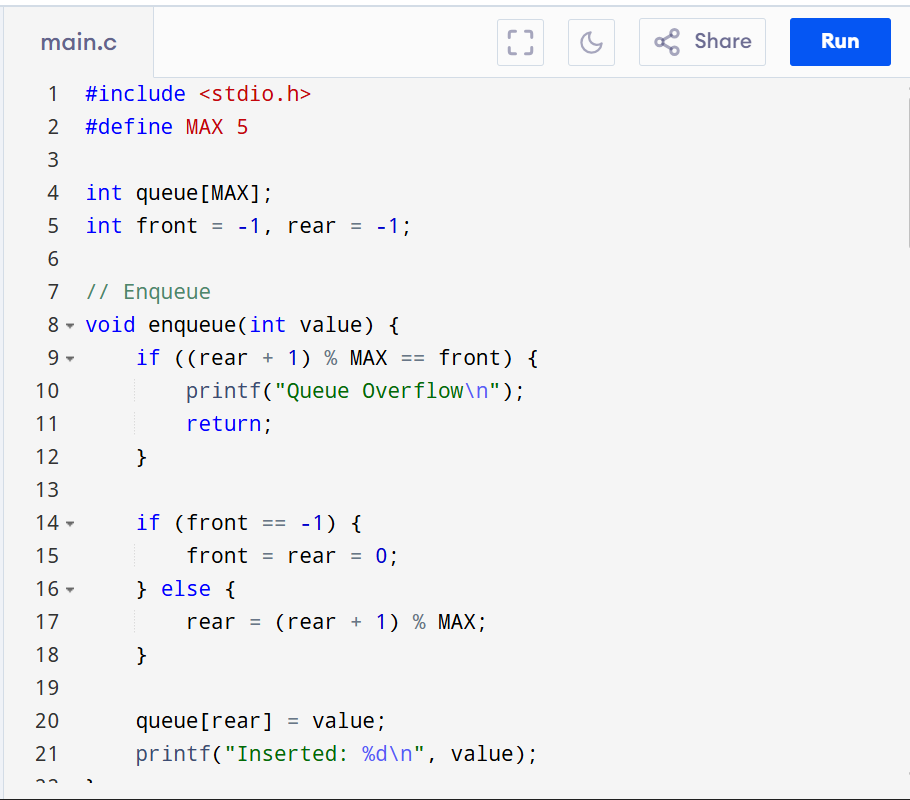 main.c
Share
Run
1 #include <stdio.h>
2 #define MAX 5
3
4 int queue[MAX];
5 int front = -1, rear = -1;
6
7 // Enqueue
8 void enqueue(int value) {
9     if ((rear + 1) % MAX == front) {
10         printf("Queue Overflow\n");
11         return;
12     }
13
14     if (front == -1) {
15         front = rear = 0;
16     } else {
17         rear = (rear + 1) % MAX;
18     }
19
20     queue[rear] = value;
21     printf("Inserted: %d\n", value);